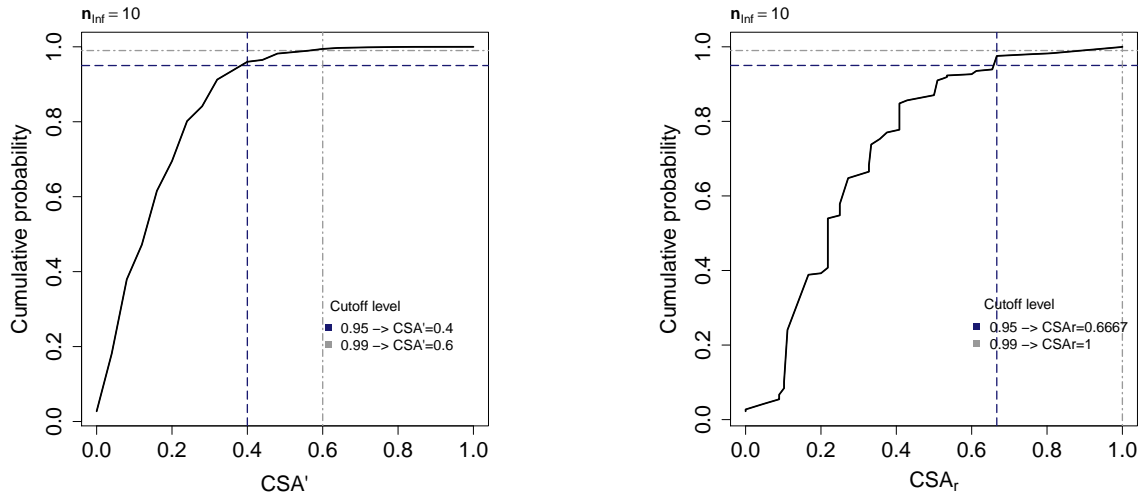 n_Inf = 10
Cumulative probability
1.0
0.8
0.6
0.4
0.2
0.0
Cutoff level
0.95 −> CSA'=0.4
0.99 −> CSA'=0.6
0.0 0.2 0.4 0.6 0.8 1.0
CSA'
n_Inf = 10
Cumulative probability
1.0
0.8
0.6
0.4
0.2
0.0
Cutoff level
0.95 −> CSAr=0.6667
0.99 −> CSAr=1
0.0 0.2 0.4 0.6 0.8 1.0
CSA_r